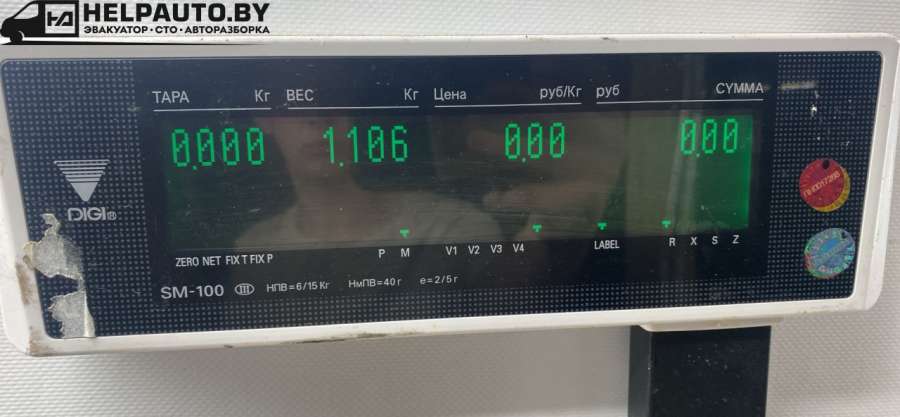 HELPAUTO.BY
ЭВАКУАТОР·СТО·АВТОРАЗБОРКА
ТАРА Кг ВЕС Кг Цена руб/Кг руб СУММА
0.000 1.106 0.00 0.00
DIGI®
P M V1 V2 V3 V4 LABEL R X S Z
ZERO NET FIX T FIX P
SM-100 III НПВ=6/15 Кг НмПВ=40 г e=2/5 г